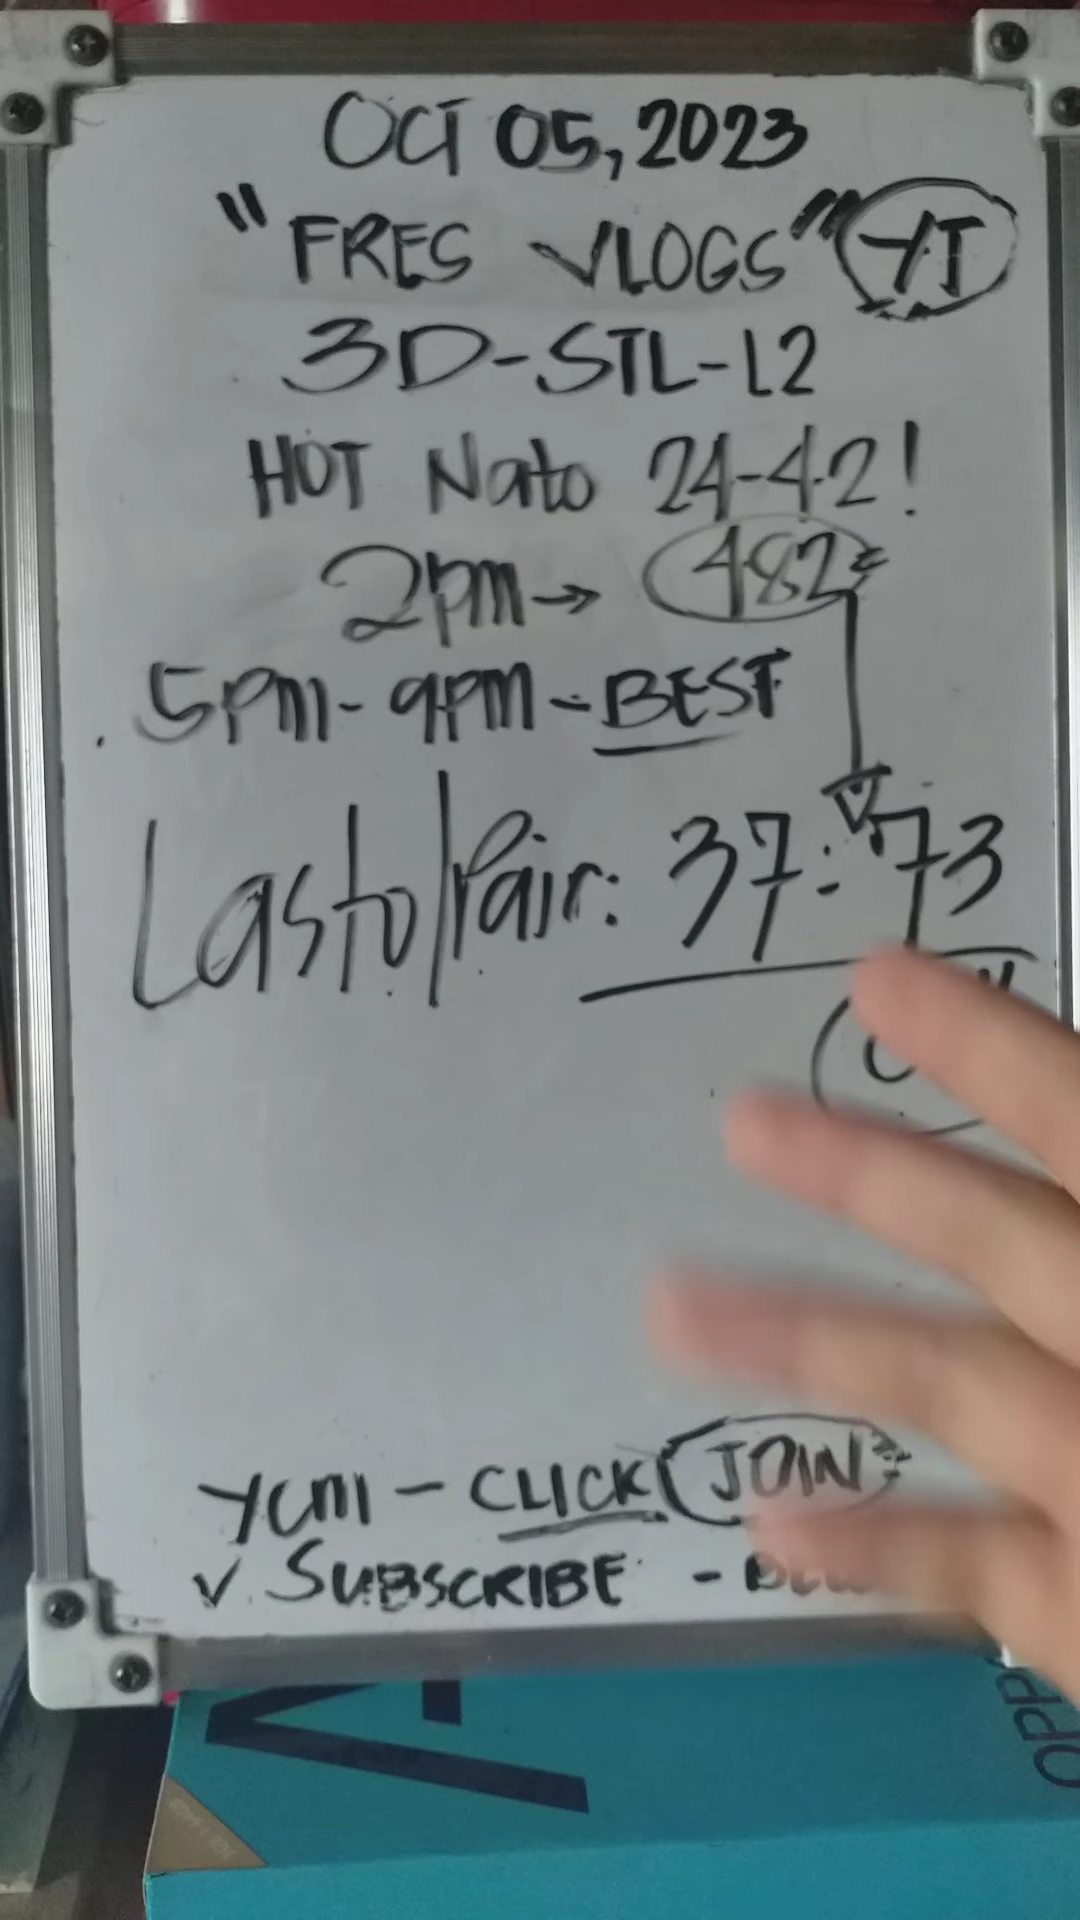 OCT 05, 2023
"FRES VLOGS" YT
3D-STL-L2
HOT Nato 24-42!
2pm→ 482
5PM-9PM-BEST
Lasto/Pair: 37:73
YCM - CLICK JOIN
✓ SUBSCRIBE -